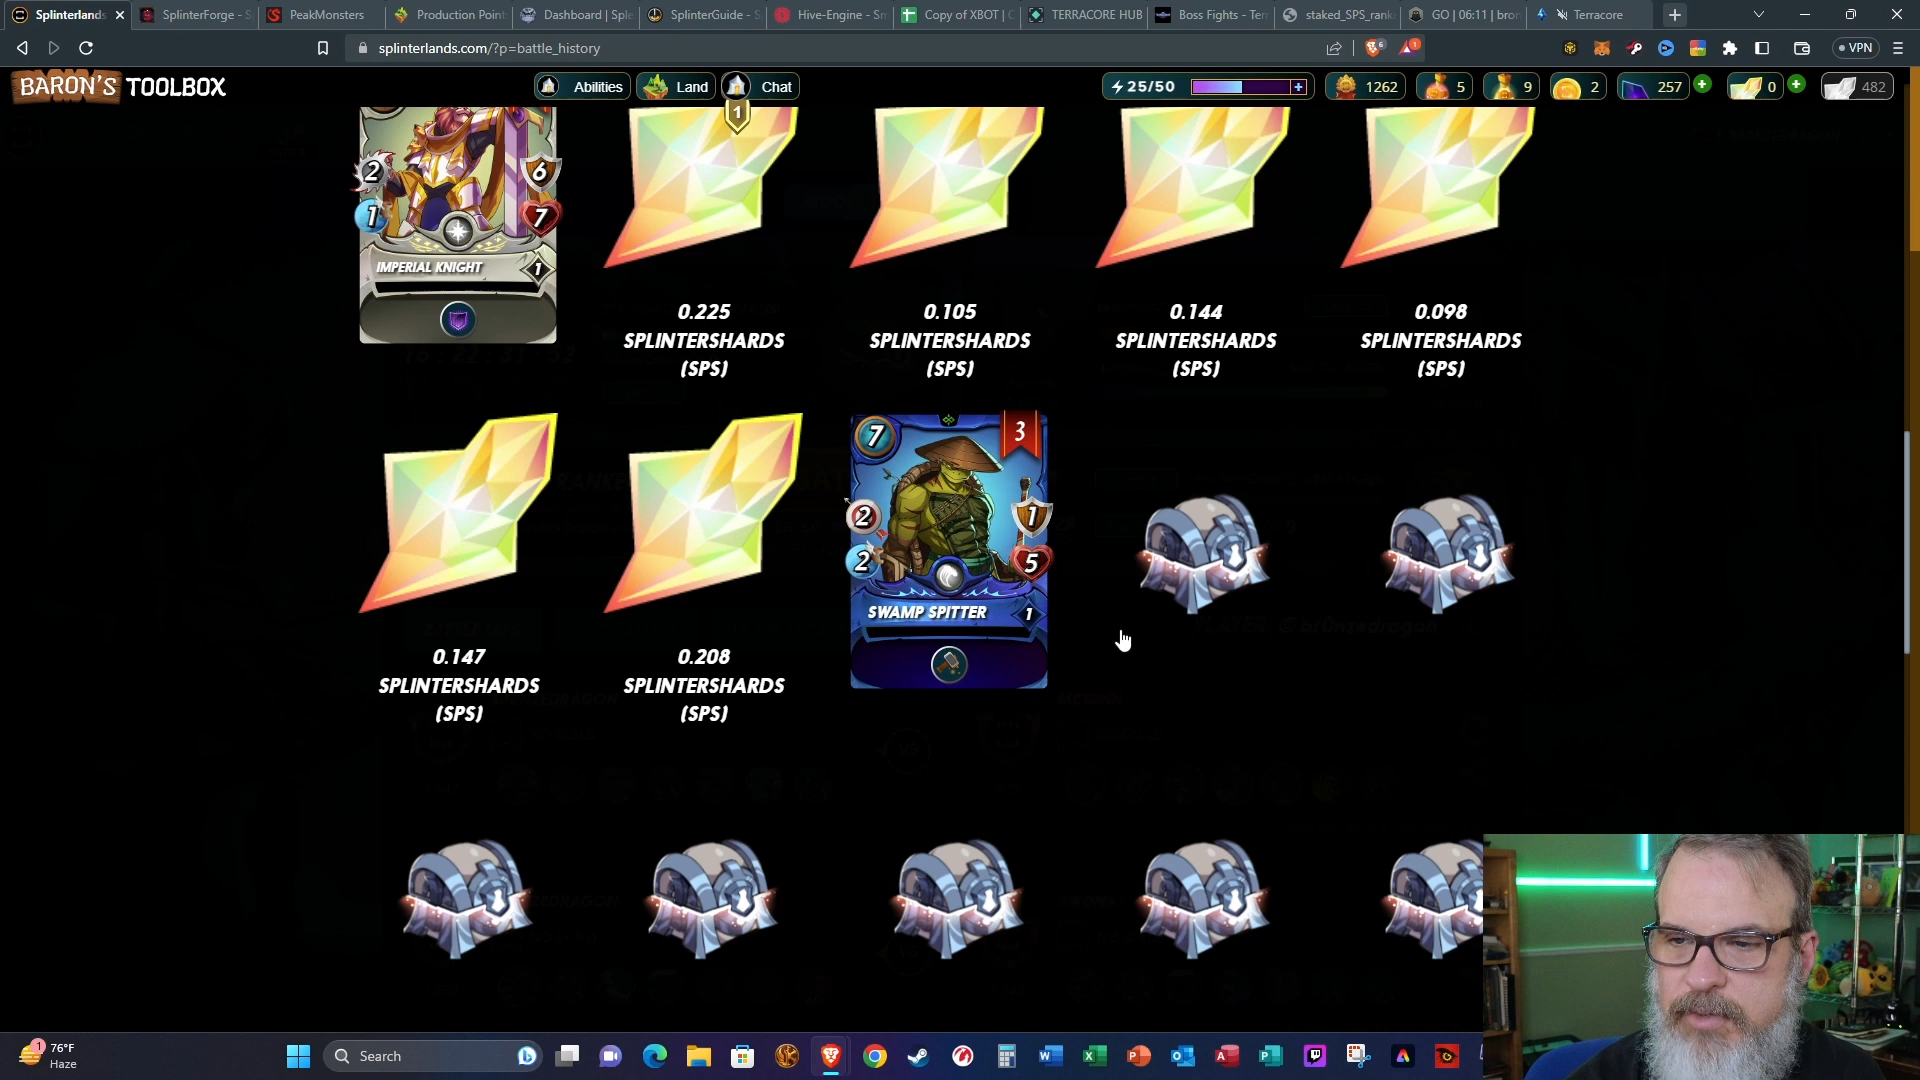 Splinterlands
SplinterForge - S
PeakMonsters
Production Point
Dashboard | Sple
SplinterGuide - S
Hive-Engine - Sm
Copy of XBOT | C
TERRACORE HUB
Boss Fights - Terr
staked_SPS_rank
GO | 06:11 | bron
Terracore
splinterlands.com/?p=battle_history
VPN
BARON'S TOOLBOX
Abilities
Land
Chat
1
25/50
1262
5
9
2
257
0
482
2
6
1
7
IMPERIAL KNIGHT
1
0.225
SPLINTERSHARDS
(SPS)
0.105
SPLINTERSHARDS
(SPS)
0.144
SPLINTERSHARDS
(SPS)
0.098
SPLINTERSHARDS
(SPS)
0.147
SPLINTERSHARDS
(SPS)
0.208
SPLINTERSHARDS
(SPS)
7
3
2
1
2
5
SWAMP SPITTER
1
76°F
Haze
Search